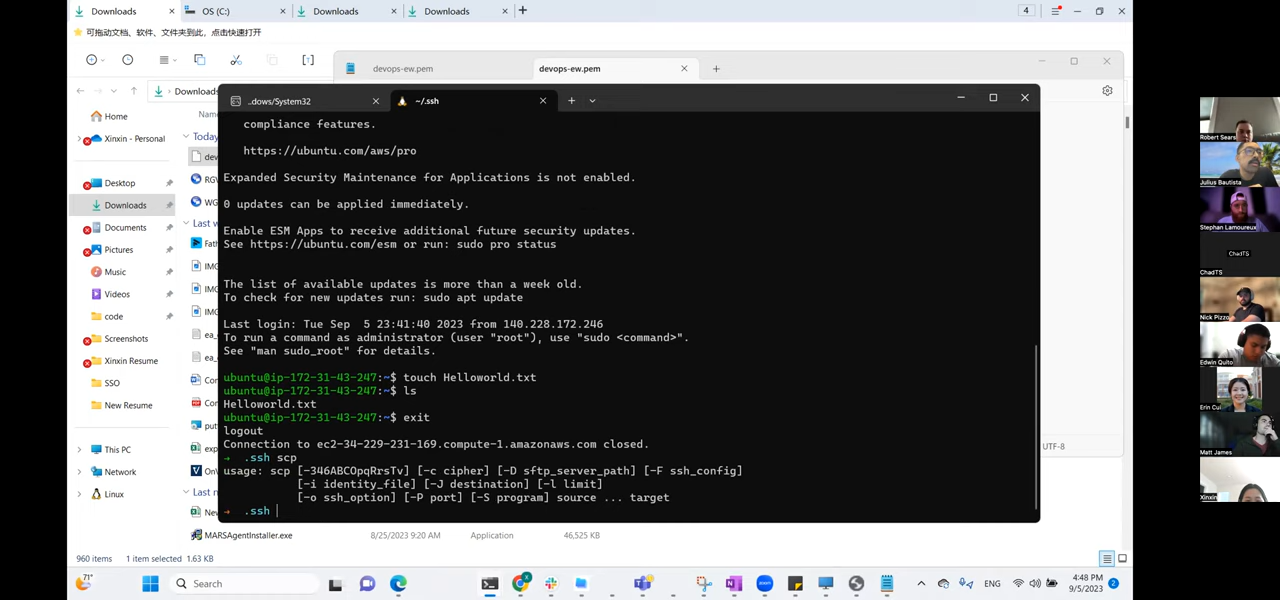 Downloads
OS (C:)
Downloads
Downloads
4
可拖动文档、软件、文件夹到此，点击快速打开
devops-ew.pem
devops-ew.pem
Downloads
..dows/System32
~/.ssh
Home
Xinxin - Personal
Desktop
Downloads
Documents
Pictures
Music
Videos
code
Screenshots
Xinxin Resume
SSO
New Resume
This PC
Network
Linux
Today
Last w
Last n
compliance features.
https://ubuntu.com/aws/pro
Expanded Security Maintenance for Applications is not enabled.
0 updates can be applied immediately.
Enable ESM Apps to receive additional future security updates.
See https://ubuntu.com/esm or run: sudo pro status
The list of available updates is more than a week old.
To check for new updates run: sudo apt update
Last login: Tue Sep  5 23:41:40 2023 from 140.228.172.246
To run a command as administrator (user "root"), use "sudo <command>".
See "man sudo_root" for details.
ubuntu@ip-172-31-43-247:~$ touch Helloworld.txt
ubuntu@ip-172-31-43-247:~$ ls
Helloworld.txt
ubuntu@ip-172-31-43-247:~$ exit
logout
Connection to ec2-34-229-231-169.compute-1.amazonaws.com closed.
→ .ssh scp
usage: scp [-346ABCOpqRrsTv] [-c cipher] [-D sftp_server_path] [-F ssh_config]
[-i identity_file] [-J destination] [-l limit]
[-o ssh_option] [-P port] [-S program] source ... target
→ .ssh
UTF-8
MARSAgentInstaller.exe
8/25/2023 9:20 AM
Application
46,525 KB
960 items
1 item selected 1.63 KB
71°
Search
ENG
4:48 PM
9/5/2023
2
Robert Sears
Julius Bautista
Stephan Lamoureux
ChadTS
ChadTS
Nick Pizzo
Edwin Quito
Erin Cui
Matt James
Xinxin